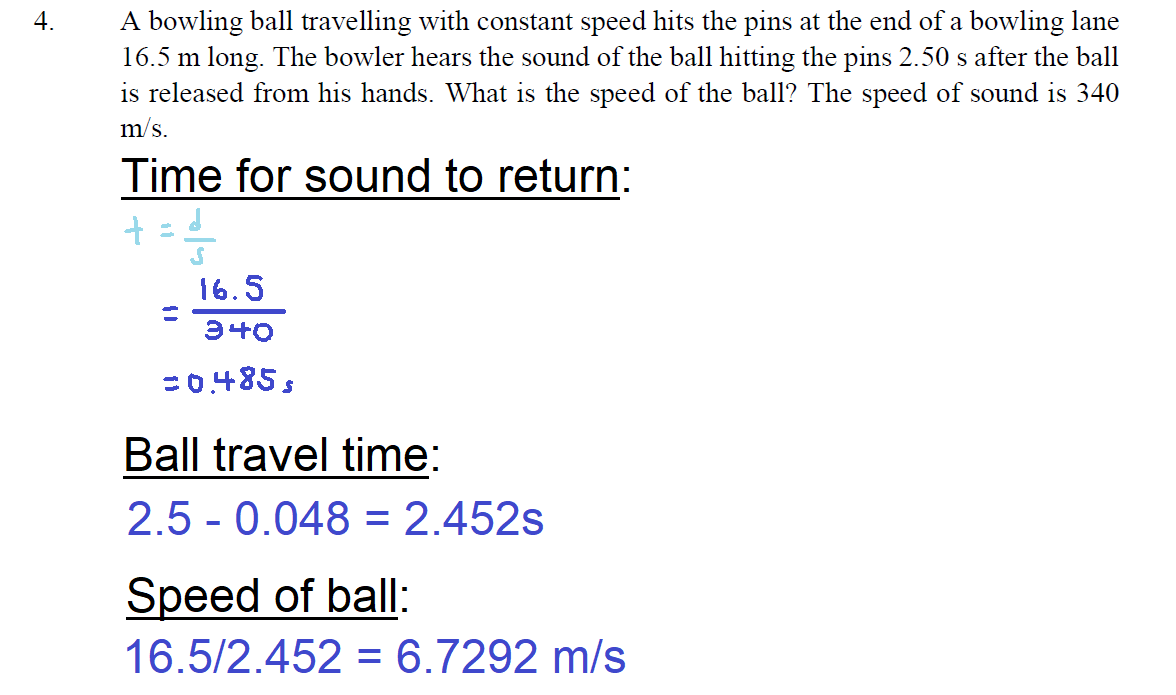 4. A bowling ball travelling with constant speed hits the pins at the end of a bowling lane
16.5 m long. The bowler hears the sound of the ball hitting the pins 2.50 s after the ball
is released from his hands. What is the speed of the ball? The speed of sound is 340
m/s.
Time for sound to return:
t = d/s
= 16.5/340
= 0.485 s
Ball travel time:
2.5 - 0.048 = 2.452s
Speed of ball:
16.5/2.452 = 6.7292 m/s